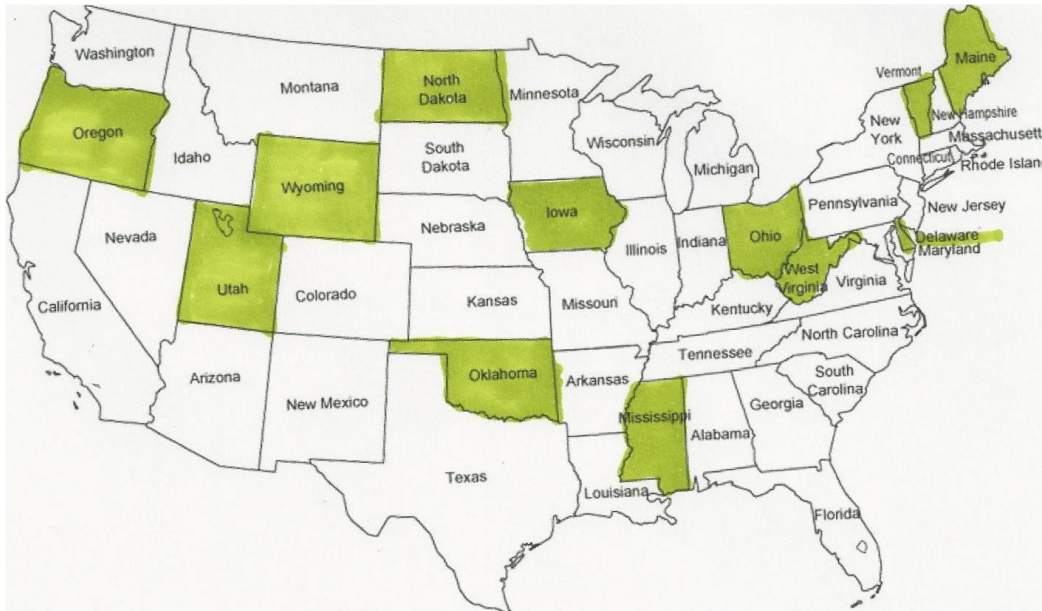 Washington
Montana
North
Dakota
Minnesota
Vermont
Maine
Oregon
Idaho
Wyoming
South
Dakota
Wisconsin
Michigan
New
York
New Hampshire
Massachusett
Connecticut
Rhode Islan
Nevada
Utah
Nebraska
Iowa
Illinois
Indiana
Ohio
Pennsylvania
New Jersey
Delaware
Maryland
West
Virginia
Virginia
California
Colorado
Kansas
Missouri
Kentucky
Arizona
New Mexico
Oklahoma
Arkansas
Tennessee
North Carolina
South
Carolina
Mississippi
Alabama
Georgia
Texas
Louisiana
Florida